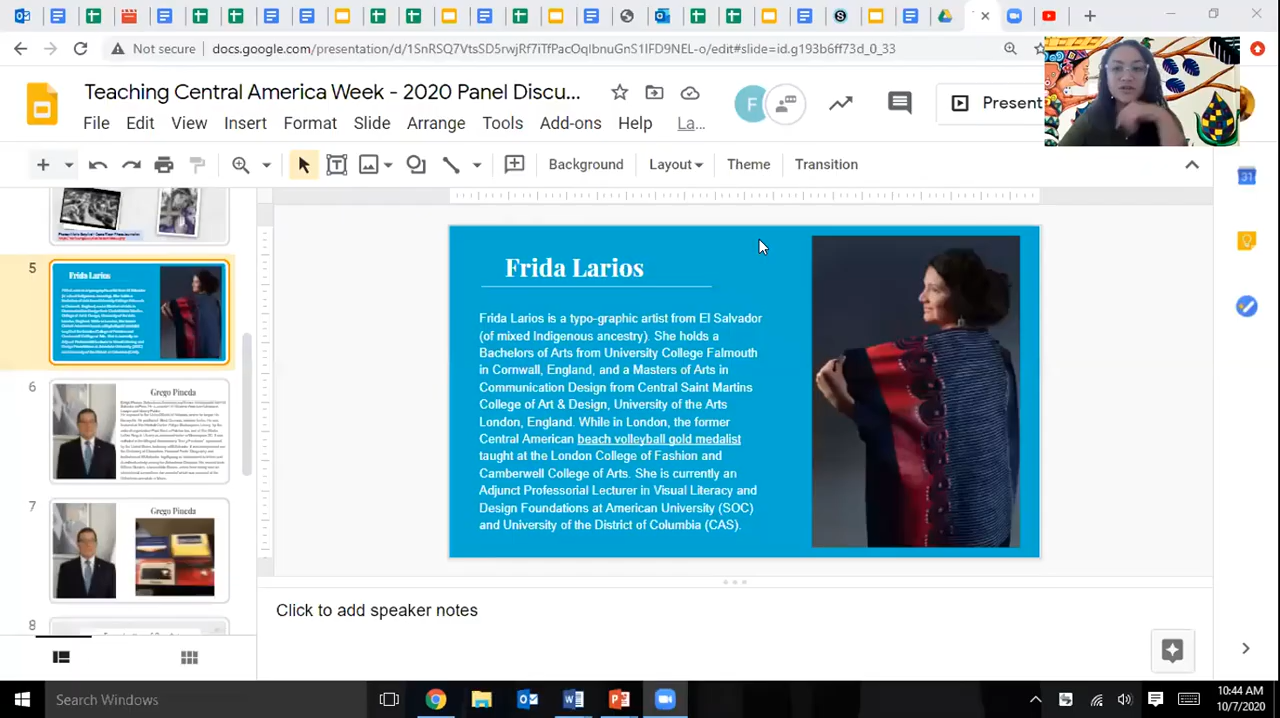 Not secure
docs.google.com/presentation/d/1SnRSQ7VtsSD5rwjRf7iTfPacOqIbnuGnS1IFD9NEL-o/edit#slide=id.g193b6ff73d_0_33
Teaching Central America Week - 2020 Panel Discu...
F
Present
File Edit View Insert Format Slide Arrange Tools Add-ons Help La...
Background Layout Theme Transition
31
5
Frida Larios
6
Grego Pineda
7
Grego Pineda
8
Frida Larios
Frida Larios is a typo-graphic artist from El Salvador
(of mixed Indigenous ancestry). She holds a
Bachelors of Arts from University College Falmouth
in Cornwall, England, and a Masters of Arts in
Communication Design from Central Saint Martins
College of Art & Design, University of the Arts
London, England. While in London, the former
Central American beach volleyball gold medalist
taught at the London College of Fashion and
Camberwell College of Arts. She is currently an
Adjunct Professorial Lecturer in Visual Literacy and
Design Foundations at American University (SOC)
and University of the District of Columbia (CAS).
Click to add speaker notes
Search Windows
10:44 AM
10/7/2020